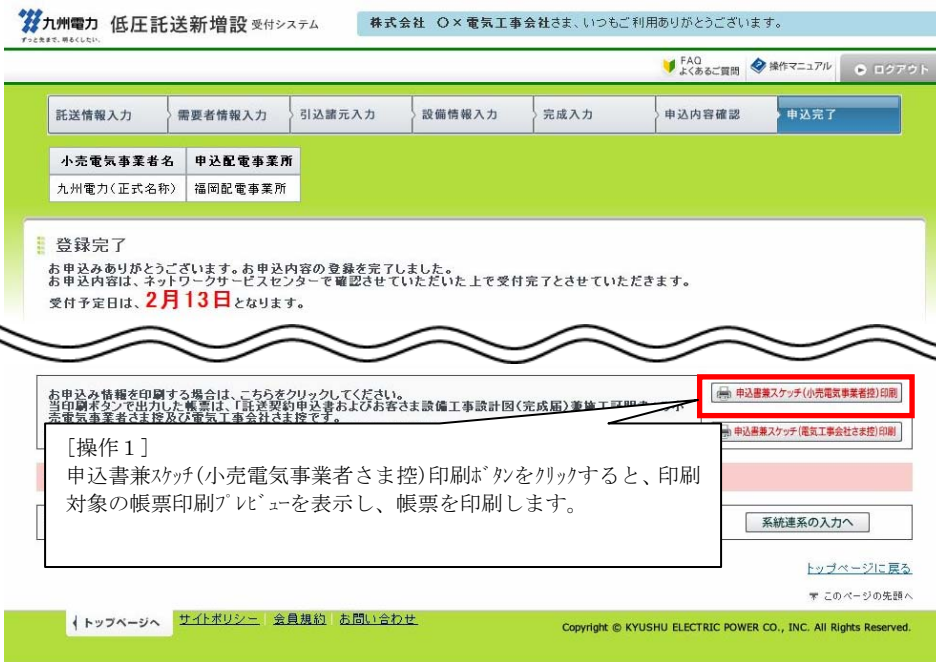 九州電力 低圧託送新増設 受付システム
ずっと先まで、明るくしたい。
株式会社 ○×電気工事会社さま、いつもご利用ありがとうございます。
FAQ
よくあるご質問
操作マニュアル
ログアウト
託送情報入力 需要者情報入力 引込諸元入力 設備情報入力 完成入力 申込内容確認 申込完了
小売電気事業者名 申込配電事業所
九州電力(正式名称) 福岡配電事業所
登録完了
お申込みありがとうございます。お申込内容の登録を完了しました。
お申込内容は、ネットワークサービスセンターで確認させていただいた上で受付完了とさせていただきます。
受付予定日は、2月13日となります。
お申込み情報を印刷する場合は、こちらをクリックしてください。
当印刷ボタンで出力した帳票は、「託送契約申込書およびお客さま設備工事設計図(完成届)兼施工証明書
売電気事業者さま控及び電気工事会社さま控です。
申込書兼スケッチ(小売電気事業者控)印刷
申込書兼スケッチ(電気工事会社さま控)印刷
[操作1]
申込書兼ｽｹｯﾁ(小売電気事業者さま控)印刷ﾎﾞﾀﾝをｸﾘｯｸすると、印刷
対象の帳票印刷ﾌﾟﾚﾋﾞｭｰを表示し、帳票を印刷します。
系統連系の入力へ
トップページに戻る
このページの先頭へ
トップページへ
サイトポリシー 会員規約 お問い合わせ
Copyright © KYUSHU ELECTRIC POWER CO., INC. All Rights Reserved.